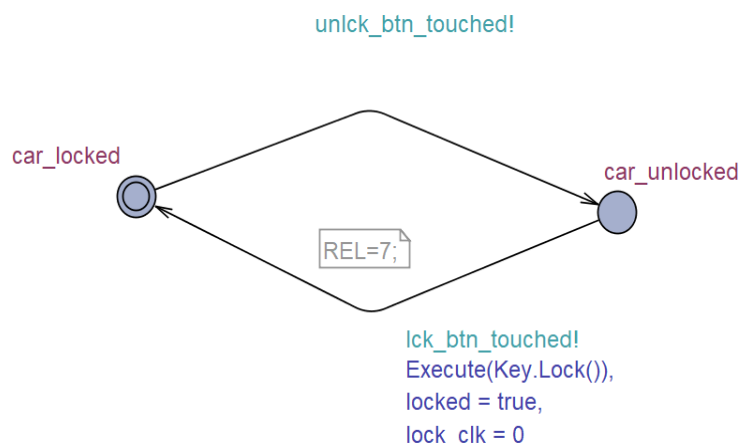 unlck_btn_touched!
car_locked
car_unlocked
REL=7;
lck_btn_touched!
Execute(Key.Lock()),
locked = true,
lock_clk = 0